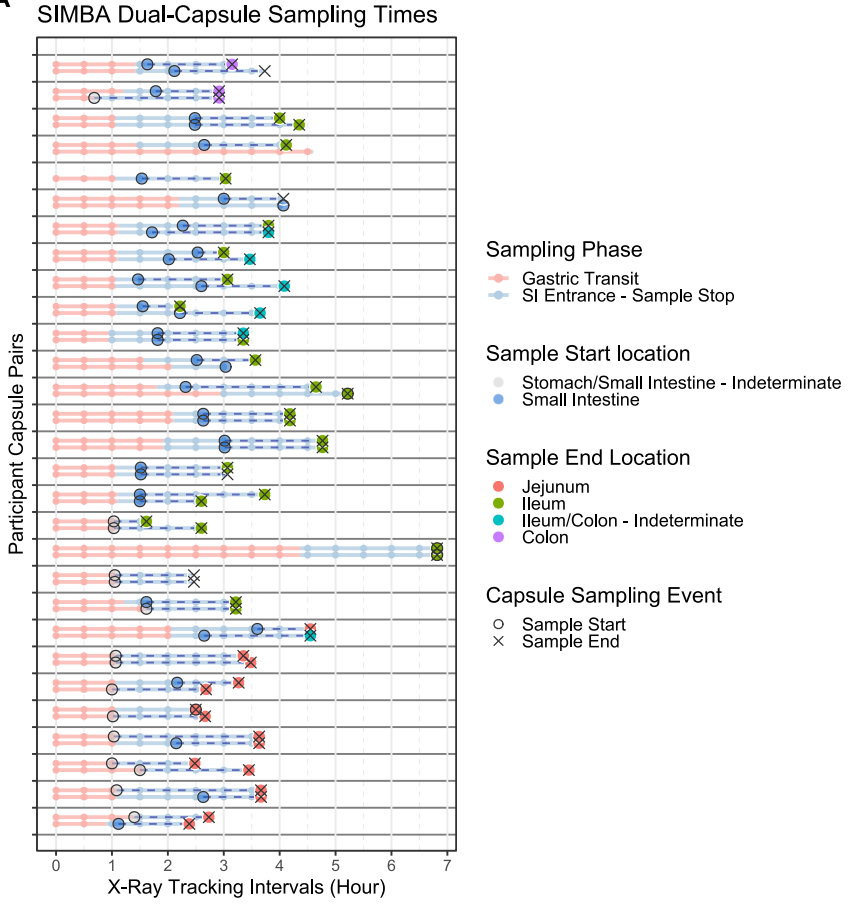 A
SIMBA Dual-Capsule Sampling Times
Participant Capsule Pairs
0 1 2 3 4 5 6 7
X-Ray Tracking Intervals (Hour)
Sampling Phase
Gastric Transit
SI Entrance - Sample Stop
Sample Start location
Stomach/Small Intestine - Indeterminate
Small Intestine
Sample End Location
Jejunum
Ileum
Ileum/Colon - Indeterminate
Colon
Capsule Sampling Event
Sample Start
Sample End